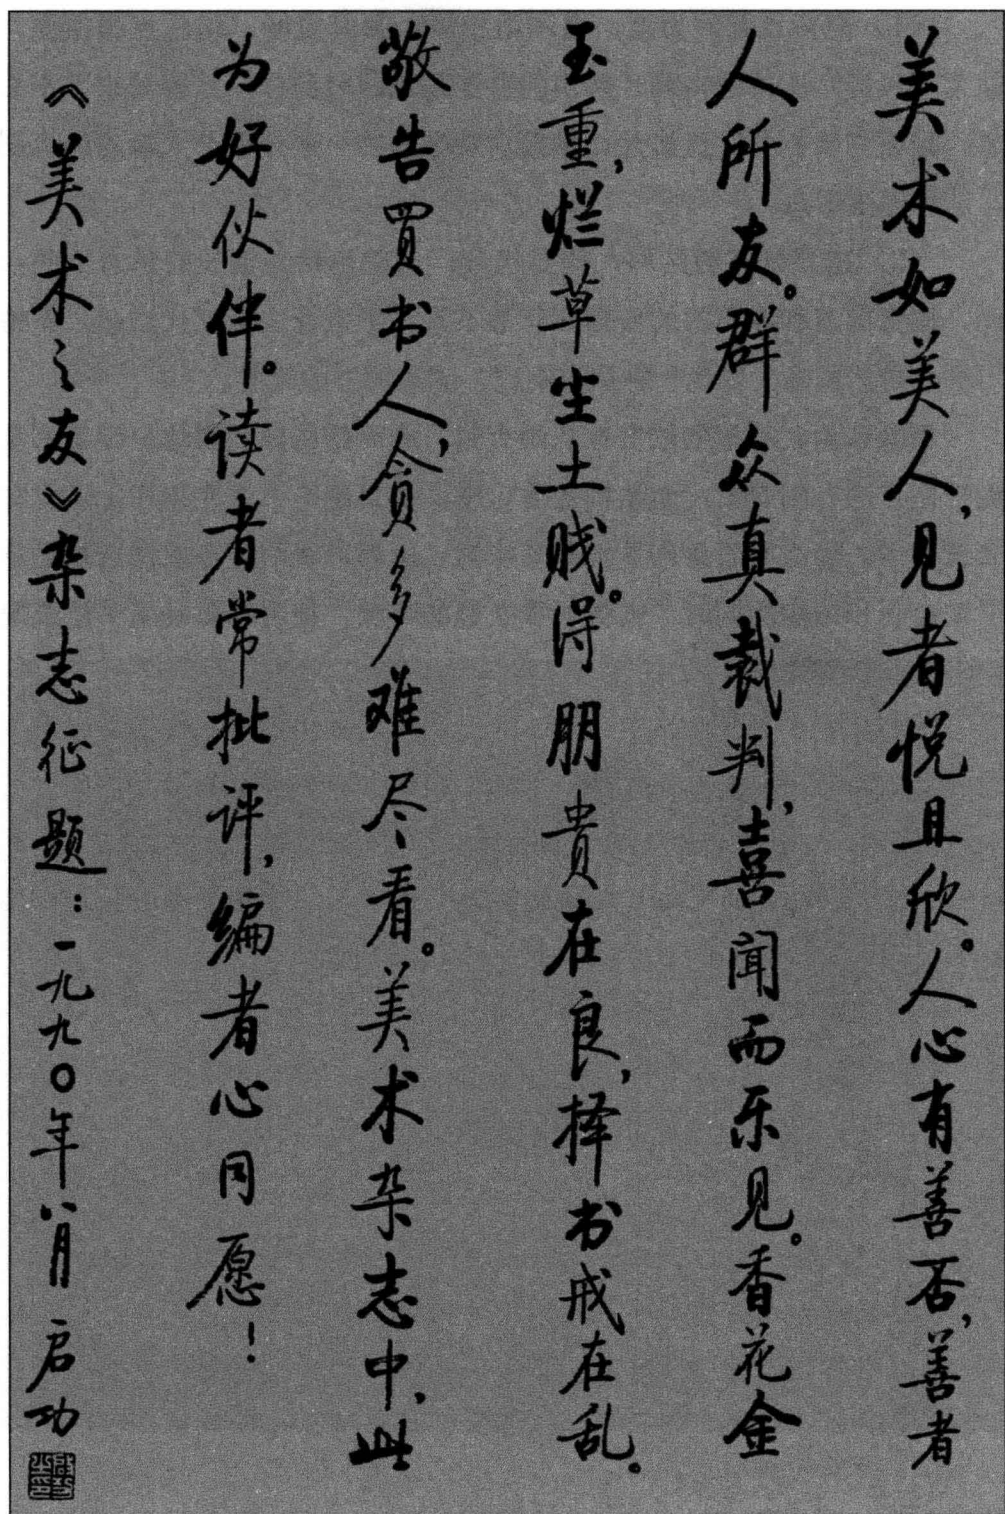 美术如美人，见者悦且欣。人心有善否，善者
人所友。群众真裁判，喜闻而乐见。香花金
玉重，烂草尘土贱。得朋贵在良，择书戒在乱。
敬告買书人，贪多难尽看。美术杂志中，此
为好伙伴。读者常批评，编者心同愿！
《美术之友》杂志征题：一九九〇年八月 启功